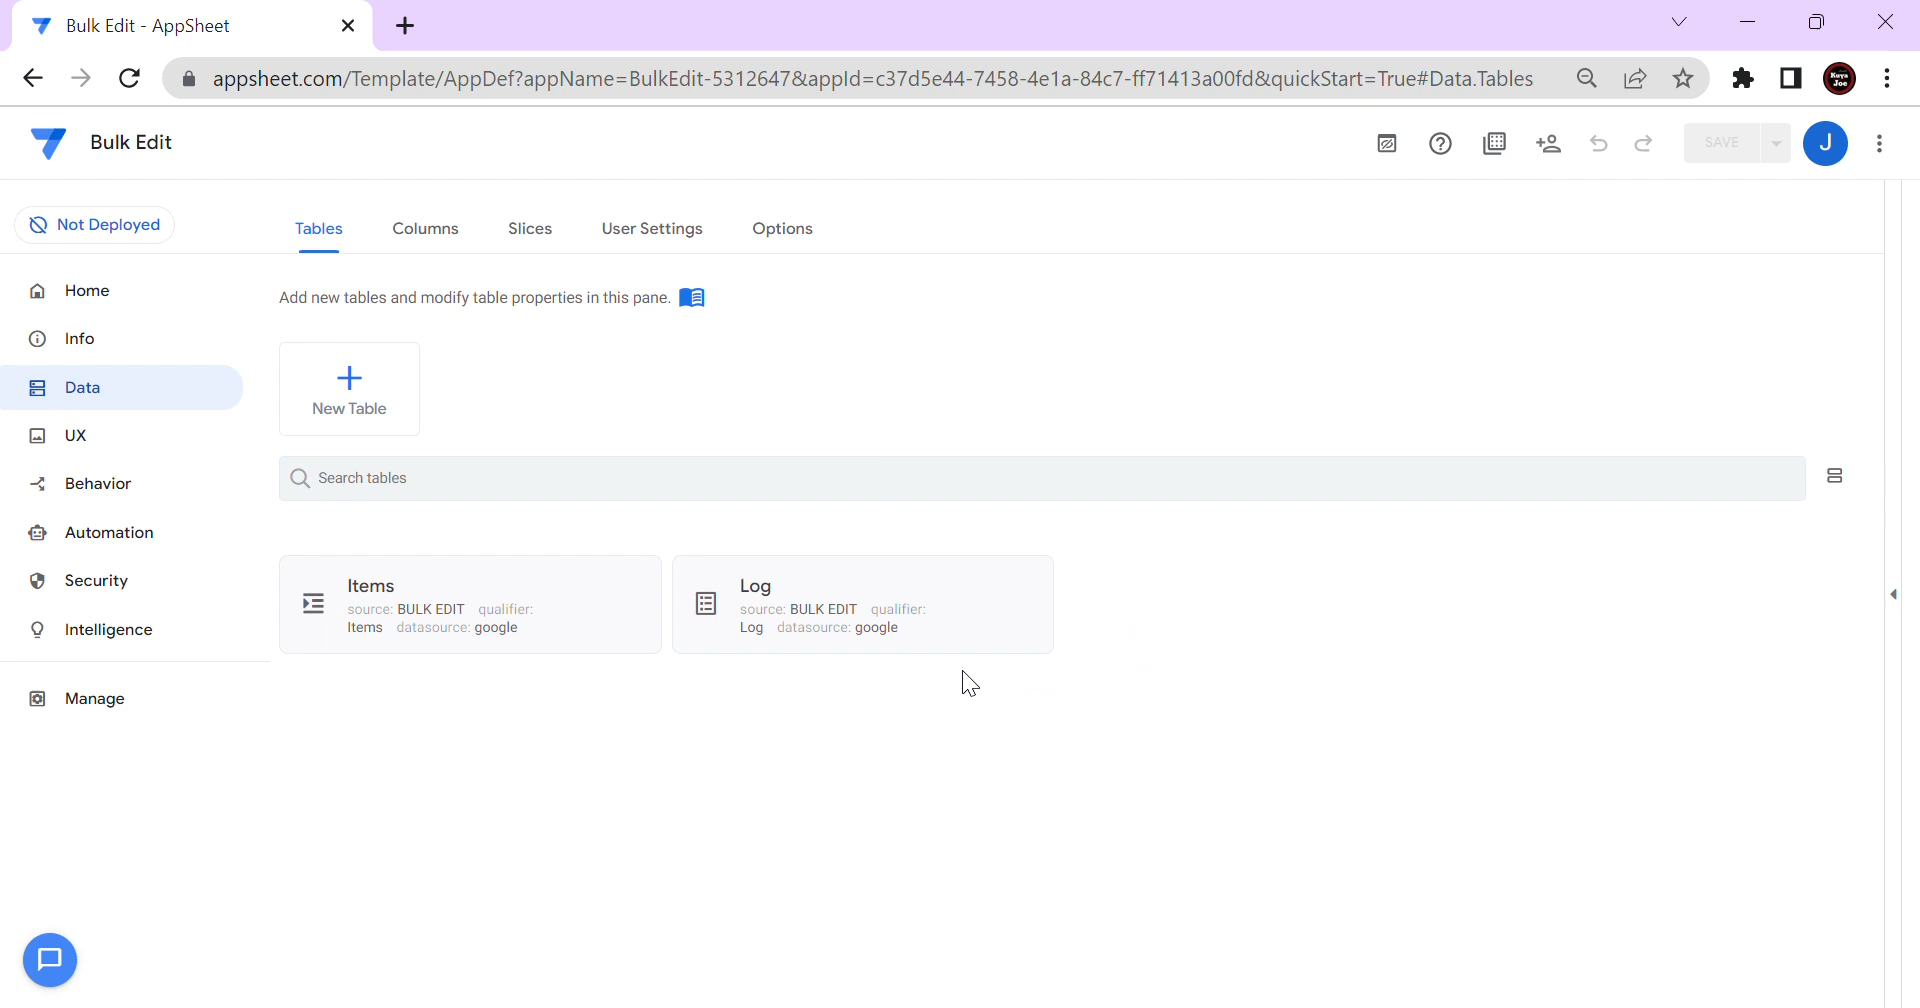 Bulk Edit - AppSheet
appsheet.com/Template/AppDef?appName=BulkEdit-5312647&appId=c37d5e44-7458-4e1a-84c7-ff71413a00fd&quickStart=True#Data.Tables
Kuya
Joe
Bulk Edit
SAVE
J
Not Deployed
Tables
Columns
Slices
User Settings
Options
Home
Info
Data
UX
Behavior
Automation
Security
Intelligence
Manage
Add new tables and modify table properties in this pane.
New Table
Search tables
Items
source: BULK EDIT qualifier:
Items datasource: google
Log
source: BULK EDIT qualifier:
Log datasource: google